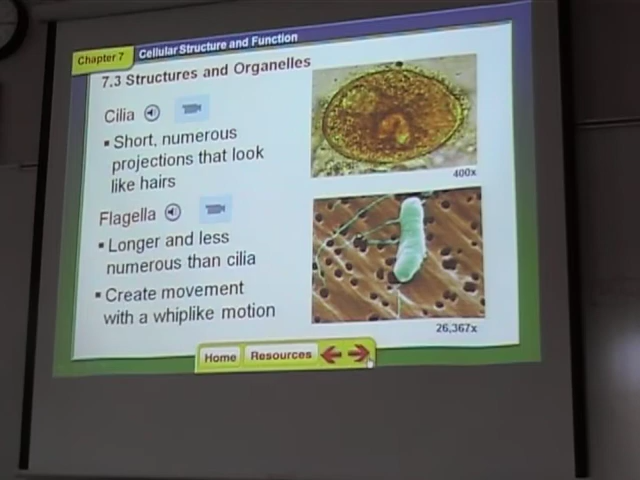 Chapter 7
Cellular Structure and Function
7.3 Structures and Organelles
Cilia
▪ Short, numerous
projections that look
like hairs
400x
Flagella
▪ Longer and less
numerous than cilia
▪ Create movement
with a whiplike motion
26,367x
Home
Resources